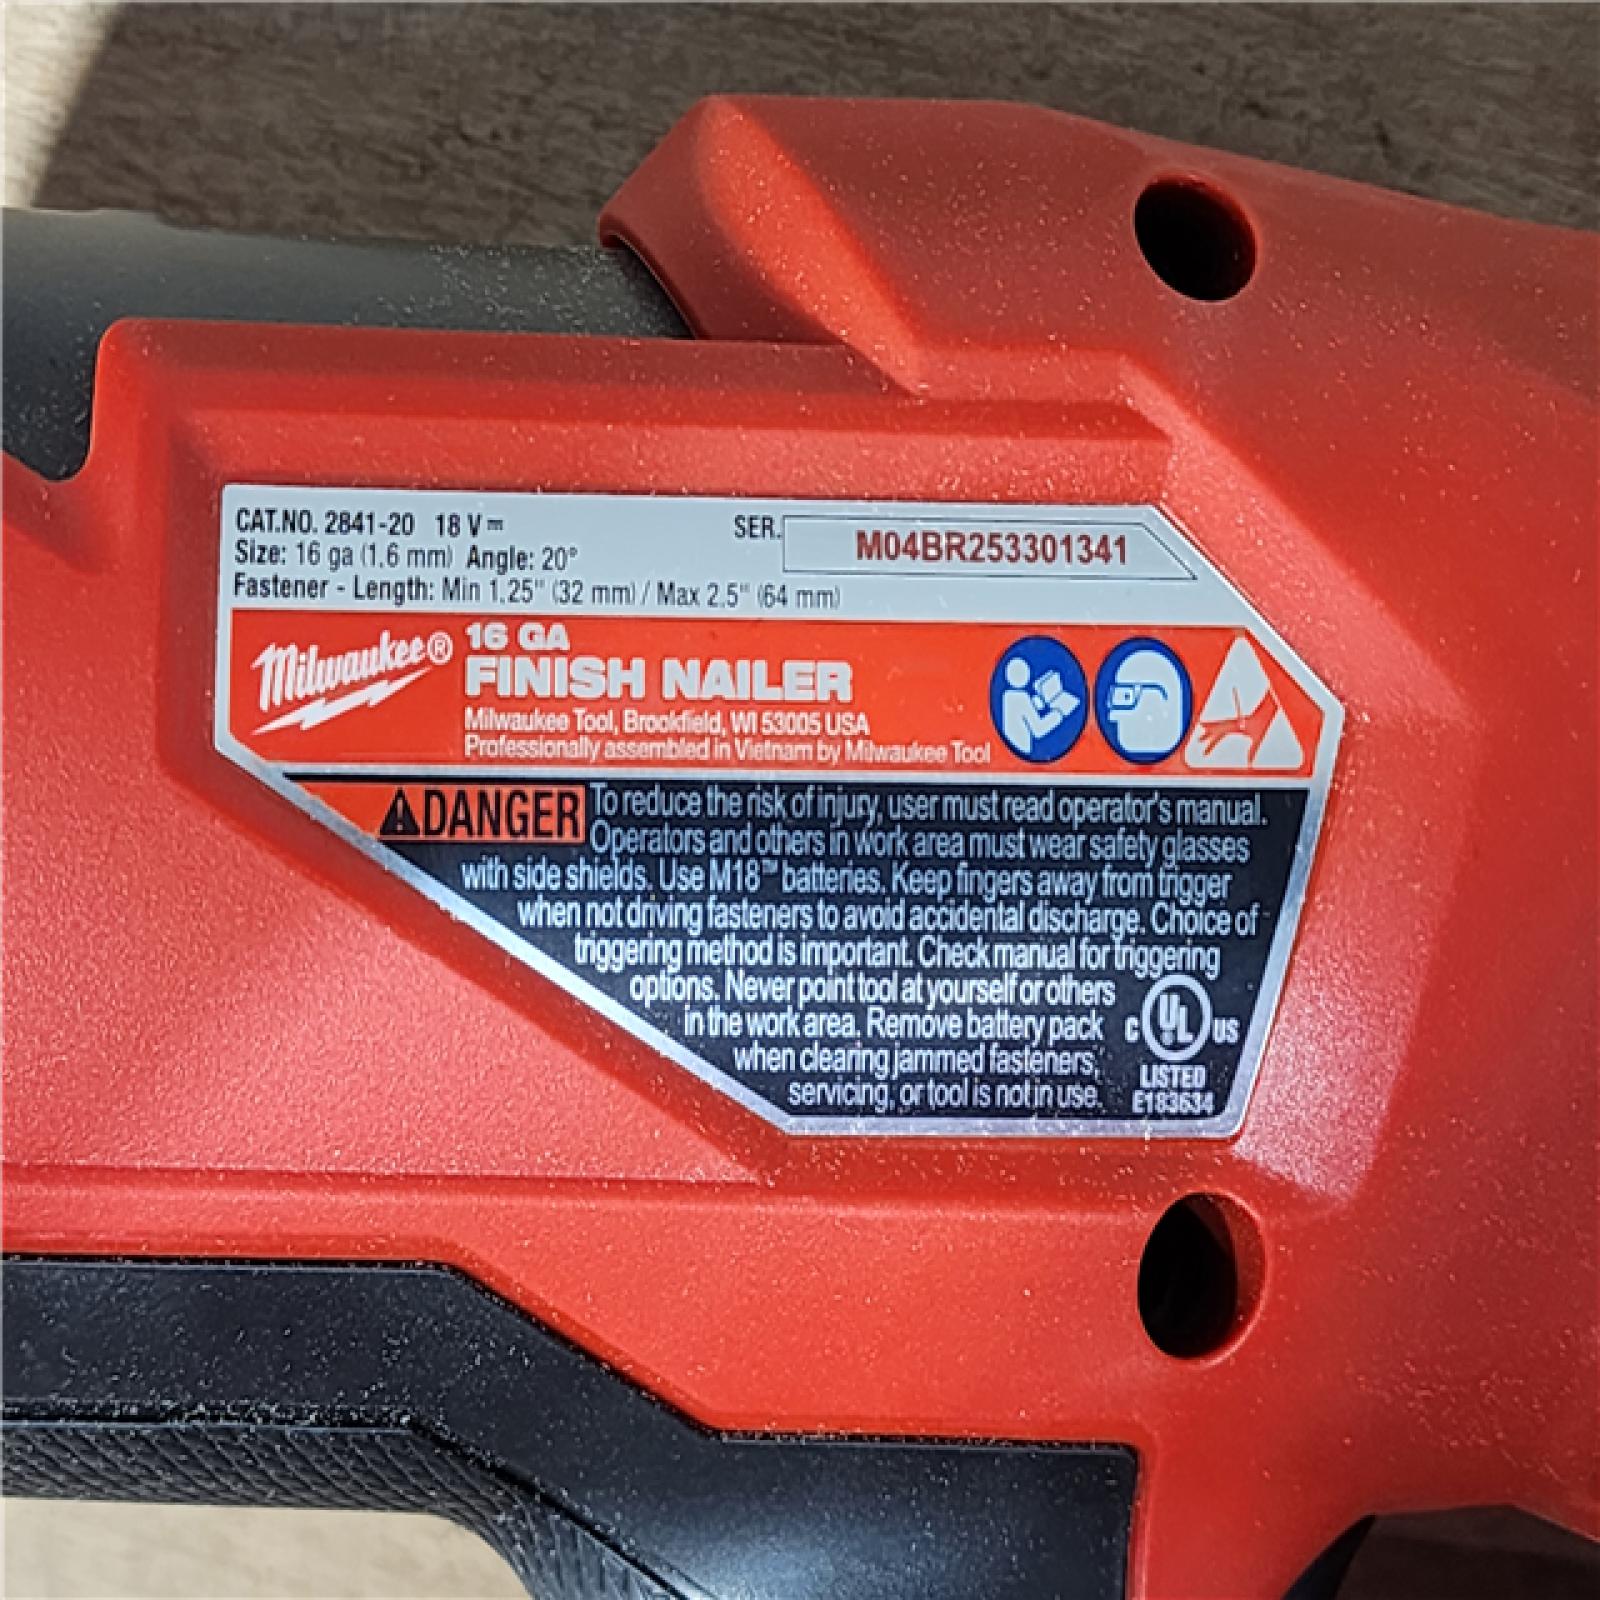 CAT.NO. 2841-20 18 V⎓ SER. M04BR253301341
Size: 16 ga (1.6 mm) Angle: 20°
Fastener - Length: Min 1.25" (32 mm) / Max 2.5" (64 mm)
Milwaukee®
16 GA
FINISH NAILER
Milwaukee Tool, Brookfield, WI 53005 USA
Professionally assembled in Vietnam by Milwaukee Tool
⚠DANGER To reduce the risk of injury, user must read operator's manual.
Operators and others in work area must wear safety glasses
with side shields. Use M18™ batteries. Keep fingers away from trigger
when not driving fasteners to avoid accidental discharge. Choice of
triggering method is important. Check manual for triggering
options. Never point tool at yourself or others
in the work area. Remove battery pack
when clearing jammed fasteners,
servicing, or tool is not in use.
C UL US
LISTED
E183634